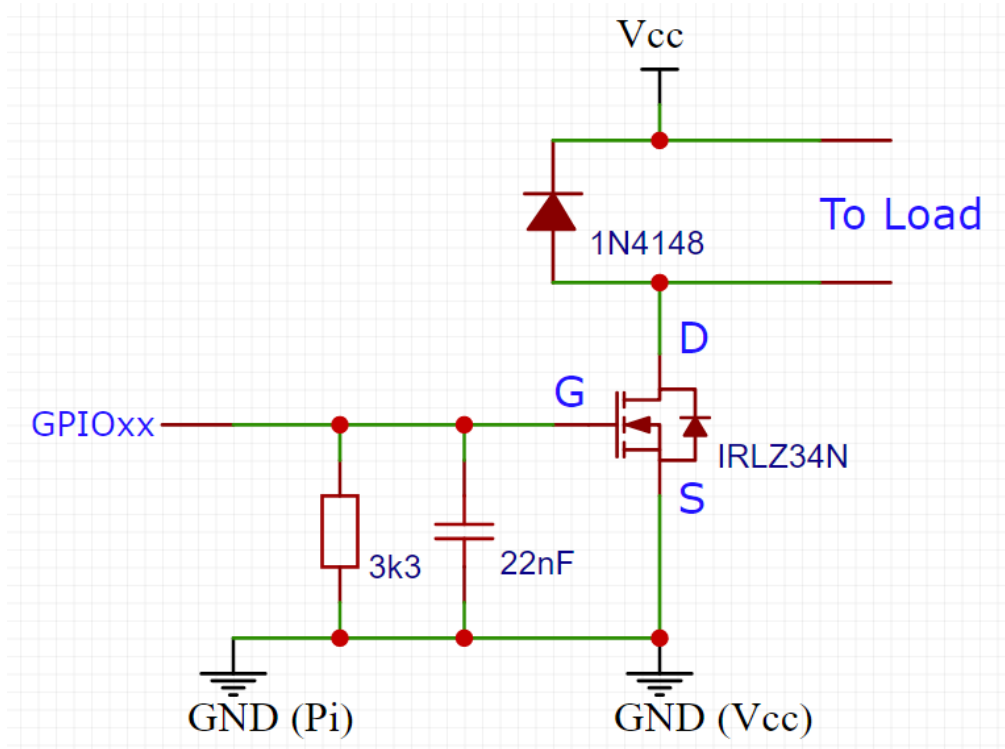 Vcc
To Load
1N4148
D
G
GPIOxx
IRLZ34N
S
3k3
22nF
GND (Pi)
GND (Vcc)